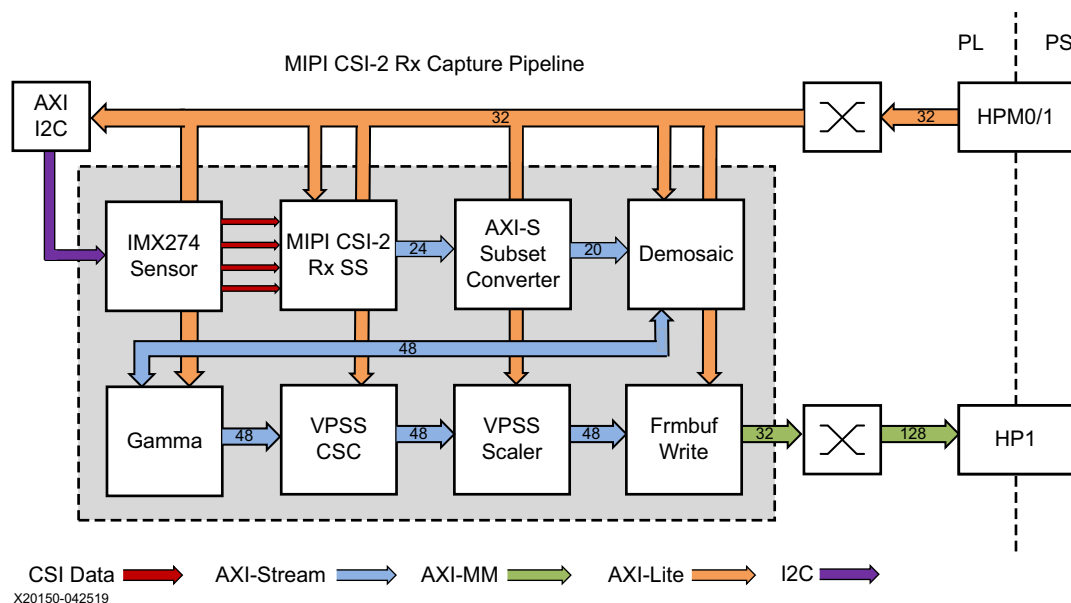 PL
PS
MIPI CSI-2 Rx Capture Pipeline
AXI
I2C
32
32
HPM0/1
IMX274
Sensor
MIPI CSI-2
Rx SS
24
AXI-S
Subset
Converter
20
Demosaic
48
Gamma
48
VPSS
CSC
48
VPSS
Scaler
48
Frmbuf
Write
32
128
HP1
CSI Data
AXI-Stream
AXI-MM
AXI-Lite
I2C
X20150-042519